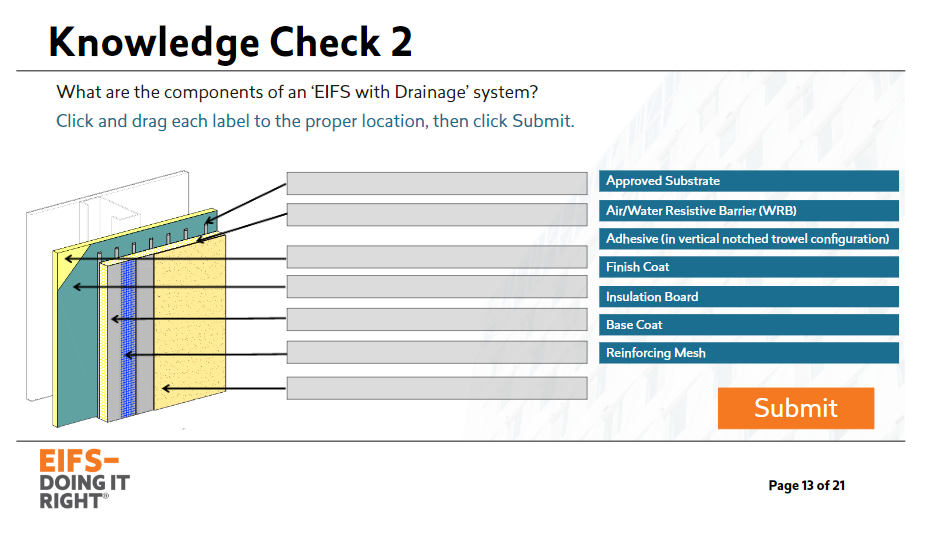 Knowledge Check 2
What are the components of an ‘EIFS with Drainage’ system?
Click and drag each label to the proper location, then click Submit.
Approved Substrate
Air/Water Resistive Barrier (WRB)
Adhesive (in vertical notched trowel configuration)
Finish Coat
Insulation Board
Base Coat
Reinforcing Mesh
Submit
EIFS–
DOING IT
RIGHT®
Page 13 of 21